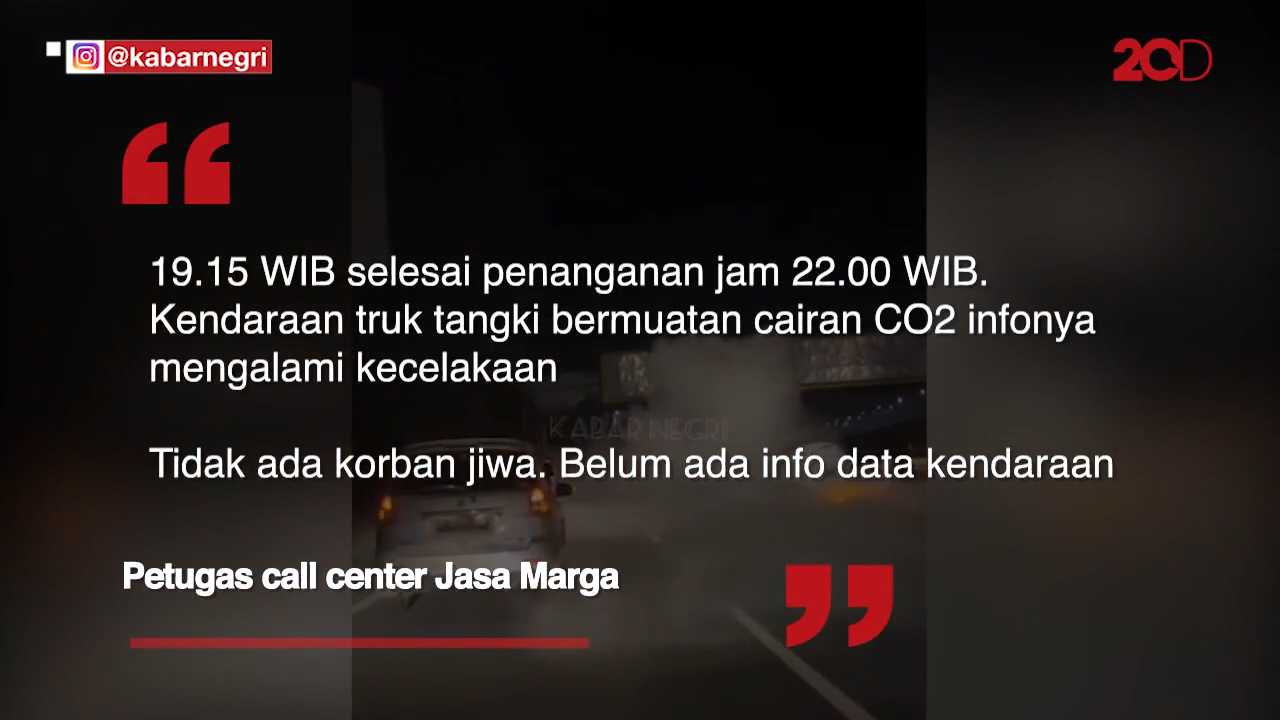 @kabarnegri
20D
19.15 WIB selesai penanganan jam 22.00 WIB.
Kendaraan truk tangki bermuatan cairan CO2 infonya
mengalami kecelakaan
KABAR NEGRI
Tidak ada korban jiwa. Belum ada info data kendaraan
Petugas call center Jasa Marga